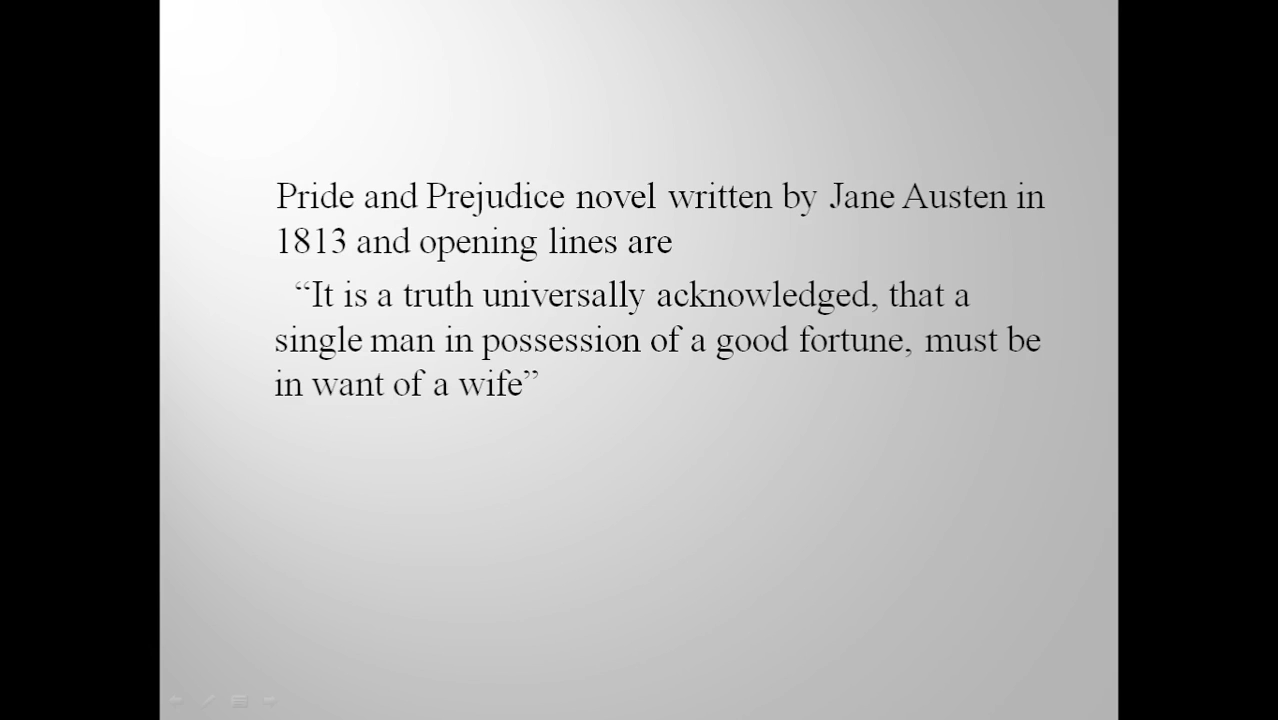 Pride and Prejudice novel written by Jane Austen in
1813 and opening lines are
“It is a truth universally acknowledged, that a
single man in possession of a good fortune, must be
in want of a wife”